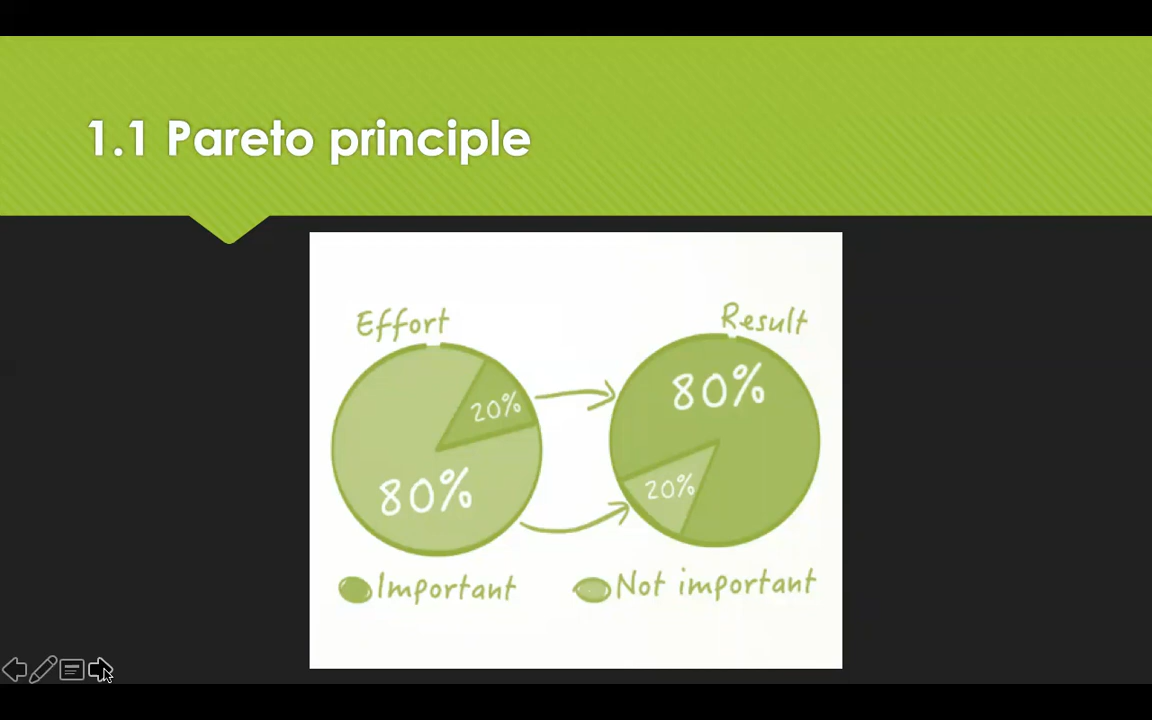 1.1 Pareto principle
Effort
Result
20%
80%
80%
20%
Important
Not important